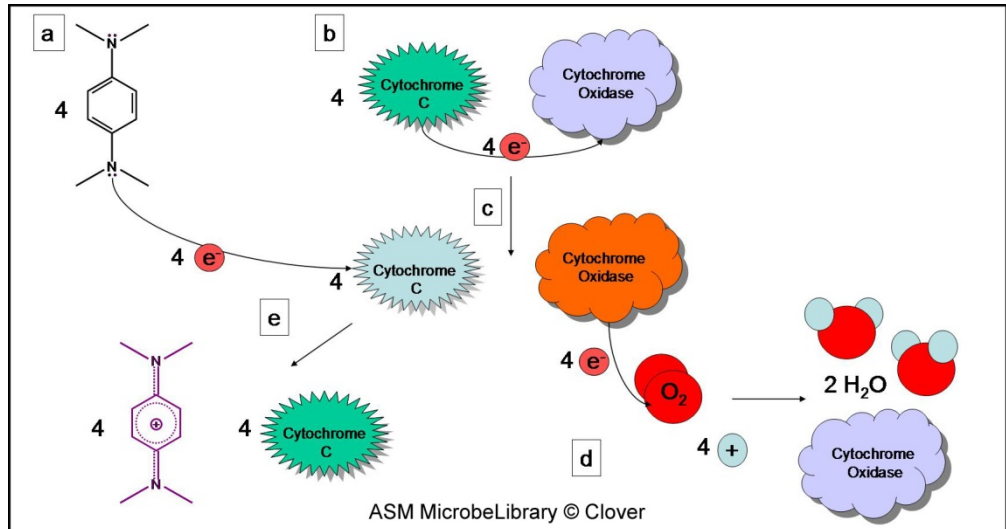 a
b
4
N
N
4
Cytochrome
C
Cytochrome
Oxidase
4 e-
c
4 e-
4
Cytochrome
C
Cytochrome
Oxidase
e
4 e-
O2
2 H2O
4
N
N
4
Cytochrome
C
d
4 +
Cytochrome
Oxidase
ASM MicrobeLibrary © Clover